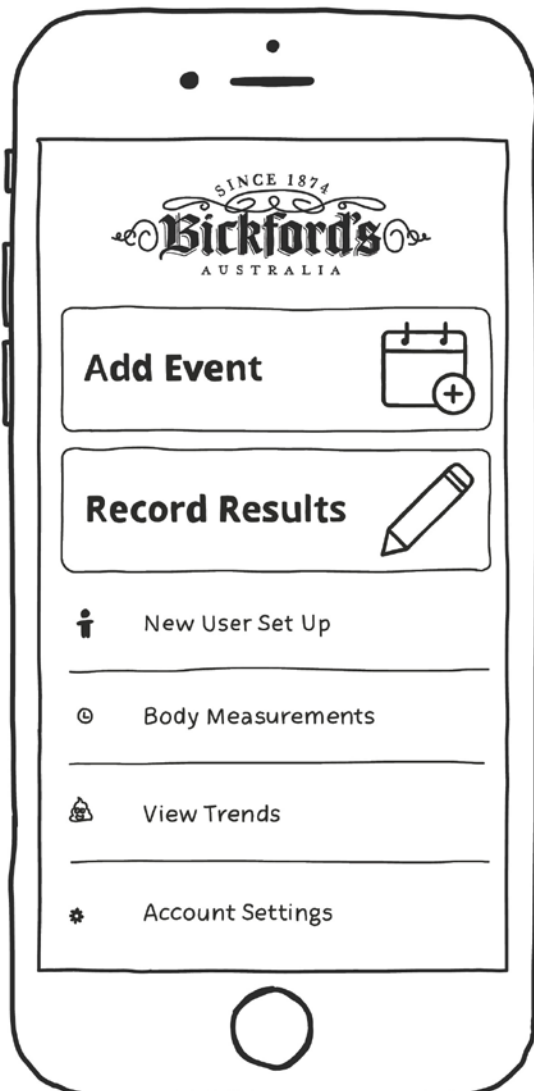 SINCE 1874
Bickford's
AUSTRALIA
Add Event
Record Results
New User Set Up
Body Measurements
View Trends
Account Settings